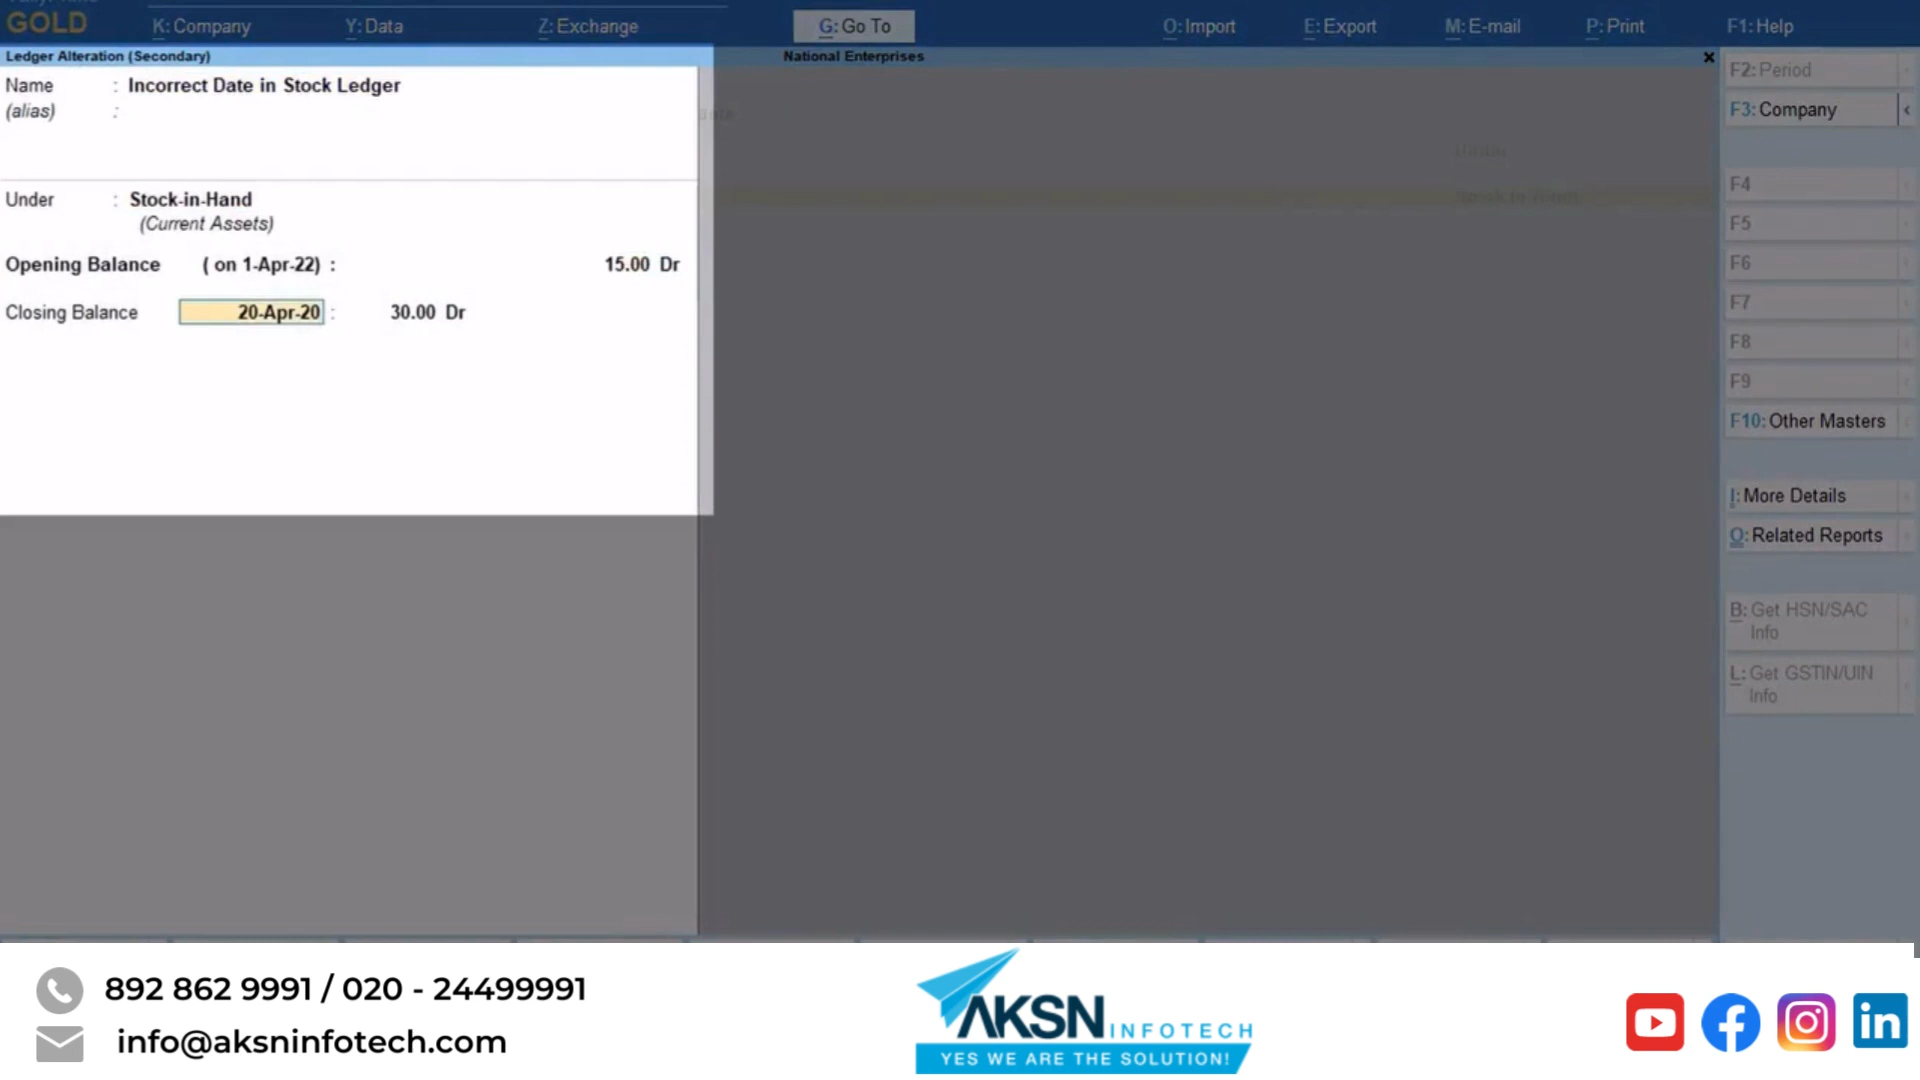 GOLD
K: Company
Y: Data
Z: Exchange
G: Go To
O: Import
E: Export
M: E-mail
P: Print
F1: Help
Ledger Alteration (Secondary)
National Enterprises
Name : Incorrect Date in Stock Ledger
(alias) :
Under : Stock-in-Hand
(Current Assets)
Opening Balance ( on 1-Apr-22) : 15.00 Dr
Closing Balance 20-Apr-20 : 30.00 Dr
F2: Period
F3: Company
F4
F5
F6
F7
F8
F9
F10: Other Masters
I: More Details
O: Related Reports
B: Get HSN/SAC
Info
L: Get GSTIN/UIN
Info
892 862 9991 / 020 - 24499991
info@aksninfotech.com
AKSN INFOTECH
YES WE ARE THE SOLUTION!
in